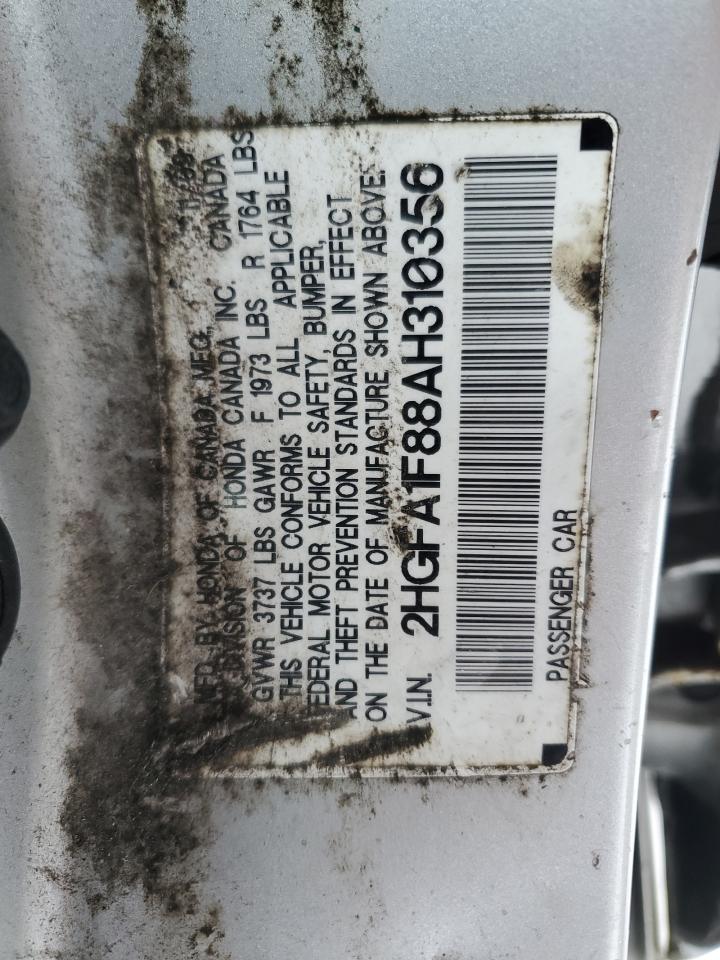 MFD. BY HONDA OF CANADA MFG., 11/09
A DIVISION OF HONDA CANADA INC. CANADA
GVWR 3737 LBS GAWR F 1973 LBS R 1764 LBS
THIS VEHICLE CONFORMS TO ALL APPLICABLE
FEDERAL MOTOR VEHICLE SAFETY, BUMPER,
AND THEFT PREVENTION STANDARDS IN EFFECT
ON THE DATE OF MANUFACTURE SHOWN ABOVE.
V.I.N. 2HGFA1F88AH310356
PASSENGER CAR